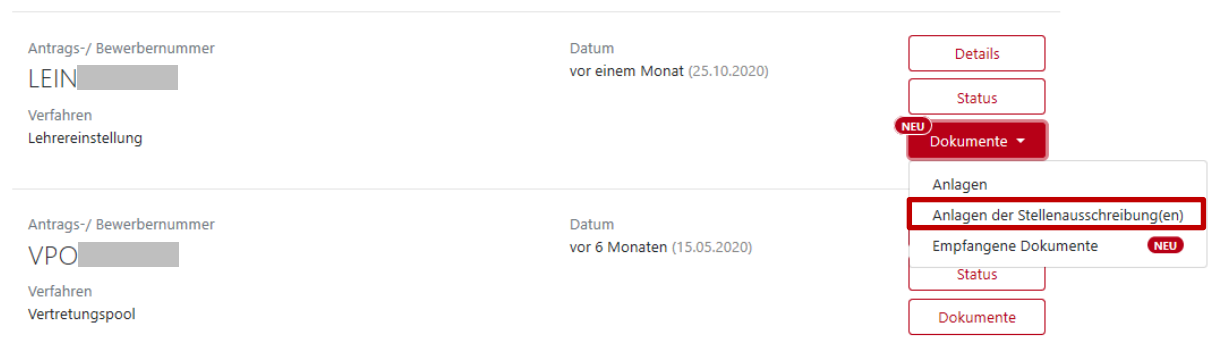 Antrags-/ Bewerbernummer
LEIN
Verfahren
Lehrereinstellung
Datum
vor einem Monat (25.10.2020)
Details
Status
NEU
Dokumente
Anlagen
Anlagen der Stellenausschreibung(en)
Empfangene Dokumente NEU
Antrags-/ Bewerbernummer
VPO
Verfahren
Vertretungspool
Datum
vor 6 Monaten (15.05.2020)
Status
Dokumente